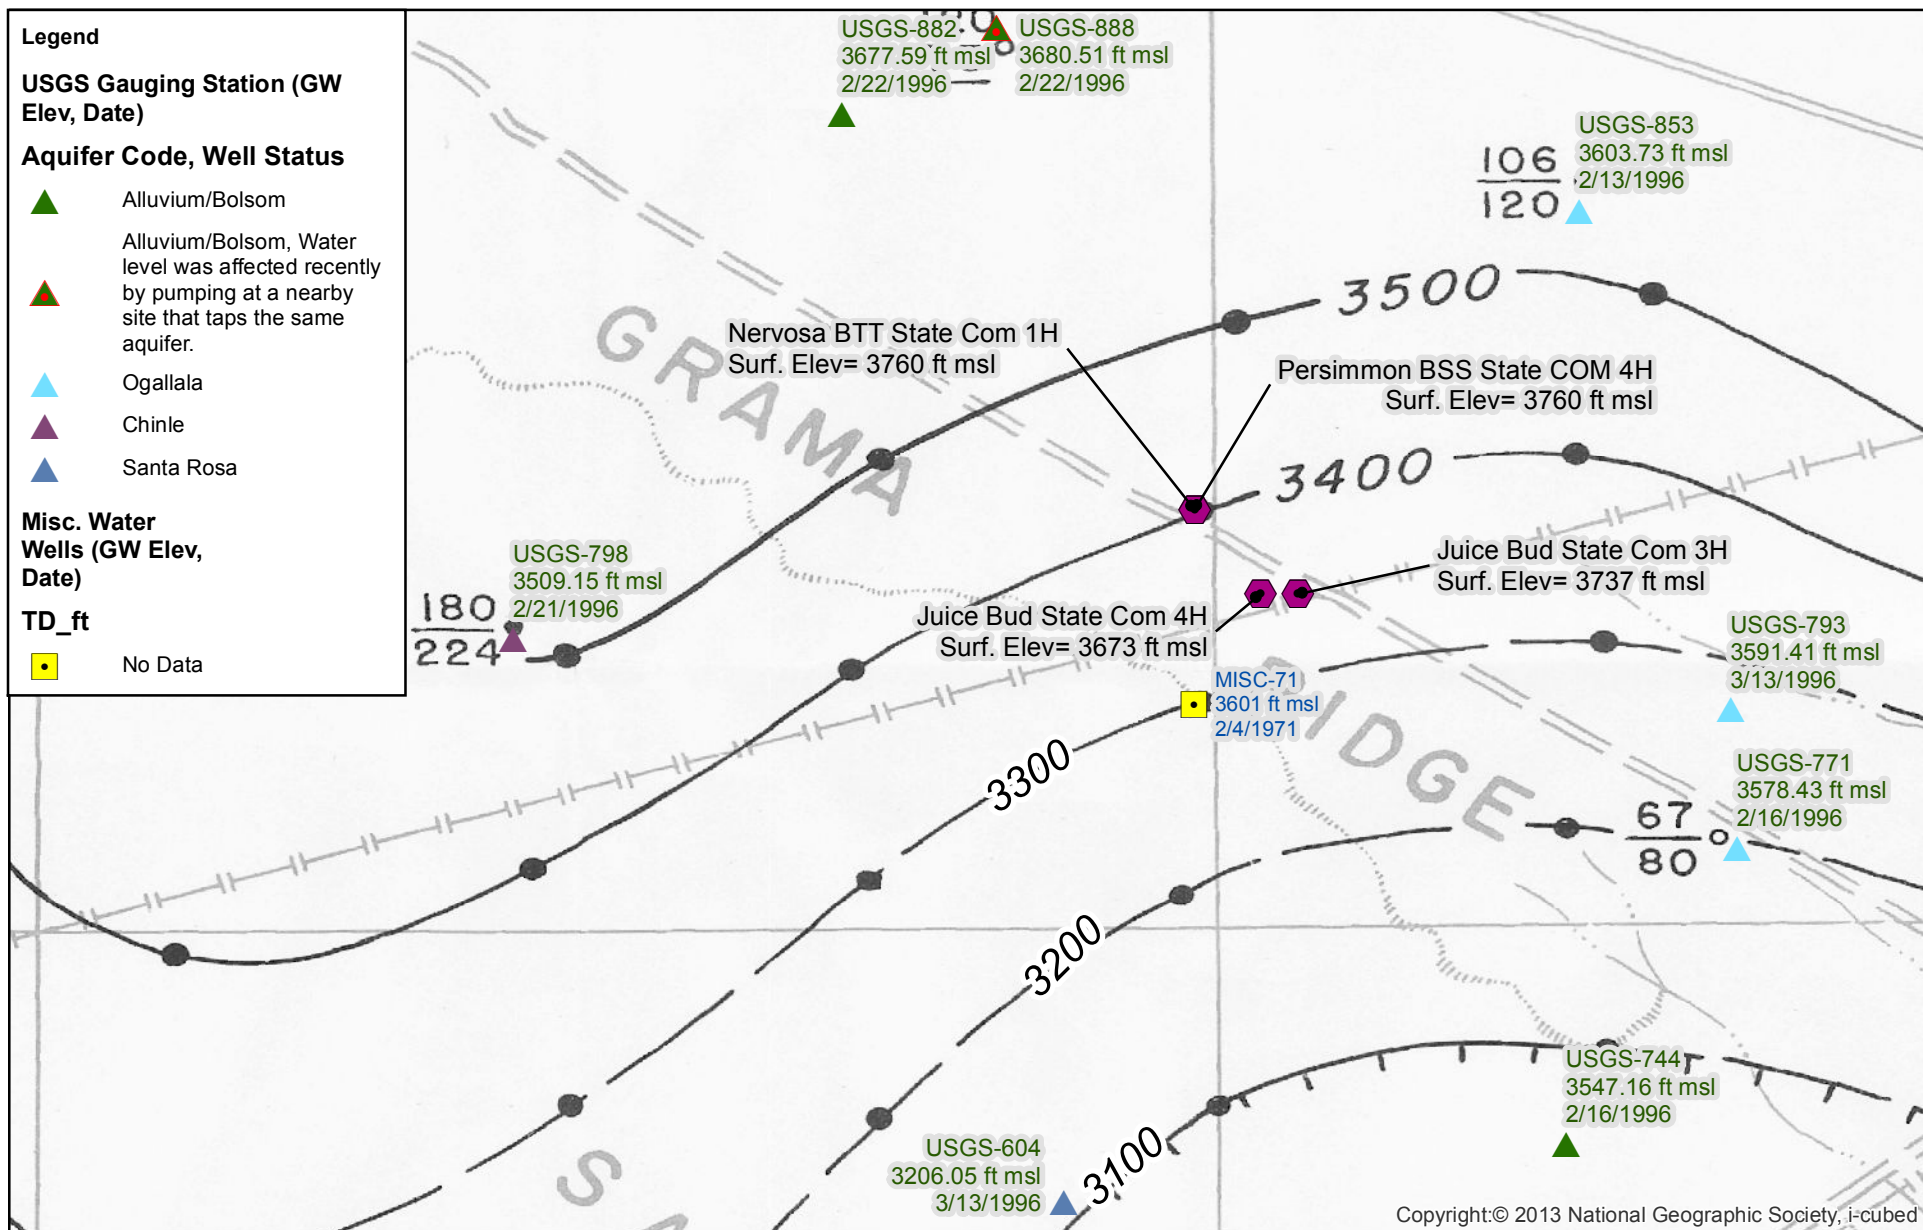 Legend
USGS Gauging Station (GW
Elev, Date)
Aquifer Code, Well Status
Alluvium/Bolsom
Alluvium/Bolsom, Water
level was affected recently
by pumping at a nearby
site that taps the same
aquifer.
Ogallala
Chinle
Santa Rosa
Misc. Water
Wells (GW Elev,
Date)
TD_ft
No Data
USGS-882
3677.59 ft msl
2/22/1996
USGS-888
3680.51 ft msl
2/22/1996
USGS-853
3603.73 ft msl
2/13/1996
106
120
3500
GRAMA
Nervosa BTT State Com 1H
Surf. Elev= 3760 ft msl
Persimmon BSS State COM 4H
Surf. Elev= 3760 ft msl
3400
USGS-798
3509.15 ft msl
2/21/1996
180
224
Juice Bud State Com 3H
Surf. Elev= 3737 ft msl
Juice Bud State Com 4H
Surf. Elev= 3673 ft msl
USGS-793
3591.41 ft msl
3/13/1996
MISC-71
3601 ft msl
2/4/1971
RIDGE
3300
USGS-771
3578.43 ft msl
2/16/1996
67
80
3200
USGS-744
3547.16 ft msl
2/16/1996
USGS-604
3206.05 ft msl
3/13/1996
3100
Copyright:© 2013 National Geographic Society, i-cubed